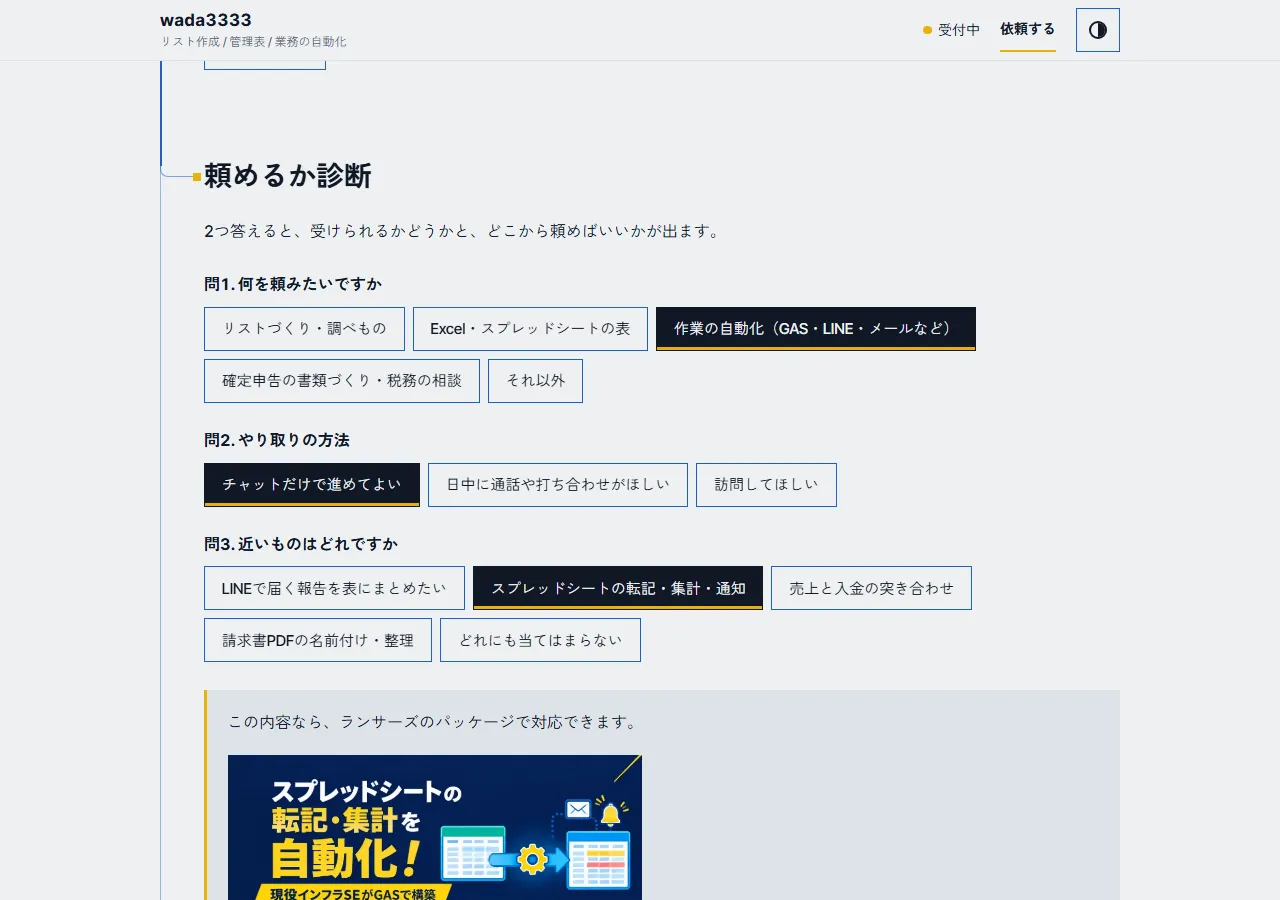 wada3333
リスト作成 / 管理表 / 業務の自動化
受付中
依頼する
頼めるか診断
2つ答えると、受けられるかどうかと、どこから頼めばいいかが出ます。
問1. 何を頼みたいですか
リストづくり・調べもの
Excel・スプレッドシートの表
作業の自動化（GAS・LINE・メールなど）
確定申告の書類づくり・税務の相談
それ以外
問2. やり取りの方法
チャットだけで進めてよい
日中に通話や打ち合わせがほしい
訪問してほしい
問3. 近いものはどれですか
LINEで届く報告を表にまとめたい
スプレッドシートの転記・集計・通知
売上と入金の突き合わせ
請求書PDFの名前付け・整理
どれにも当てはまらない
この内容なら、ランサーズのパッケージで対応できます。
スプレッドシートの
転記・集計を
自動化！
現役インフラSEがGASで構築